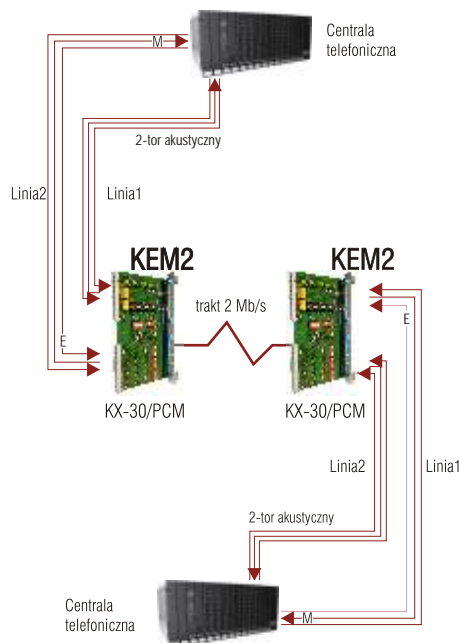 Centrala
telefoniczna
M
2-tor akustyczny
Linia2
Linia1
KEM2
KEM2
trakt 2 Mb/s
E
E
KX-30/PCM
KX-30/PCM
Linia2
Linia1
2-tor akustyczny
Centrala
telefoniczna
M